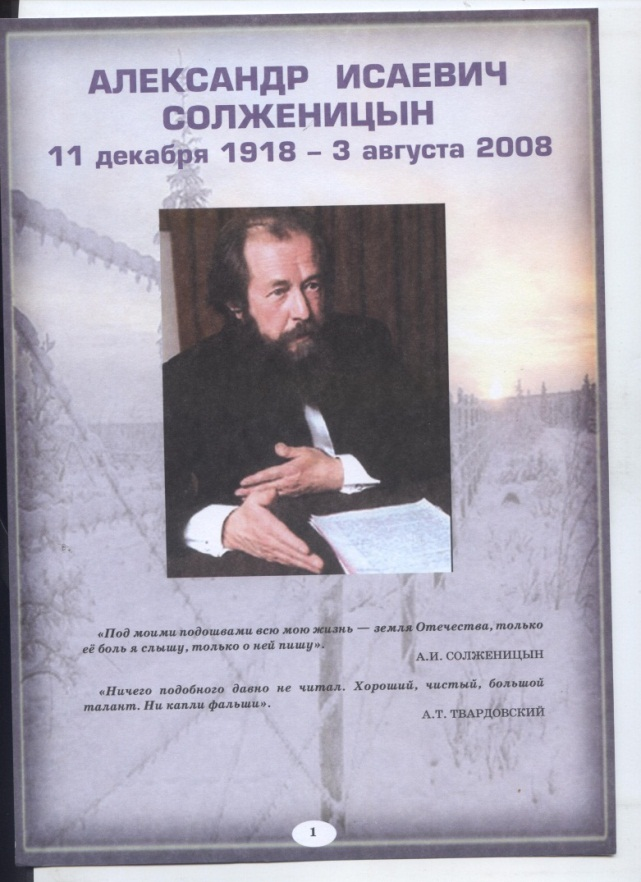 АЛЕКСАНДР ИСАЕВИЧ
СОЛЖЕНИЦЫН
11 декабря 1918 – 3 августа 2008
«Под моими подошвами всю мою жизнь — земля Отечества, только
её боль я слышу, только о ней пишу».
А.И. СОЛЖЕНИЦЫН
«Ничего подобного давно не читал. Хороший, чистый, большой
талант. Ни капли фальши».
А.Т. ТВАРДОВСКИЙ
1